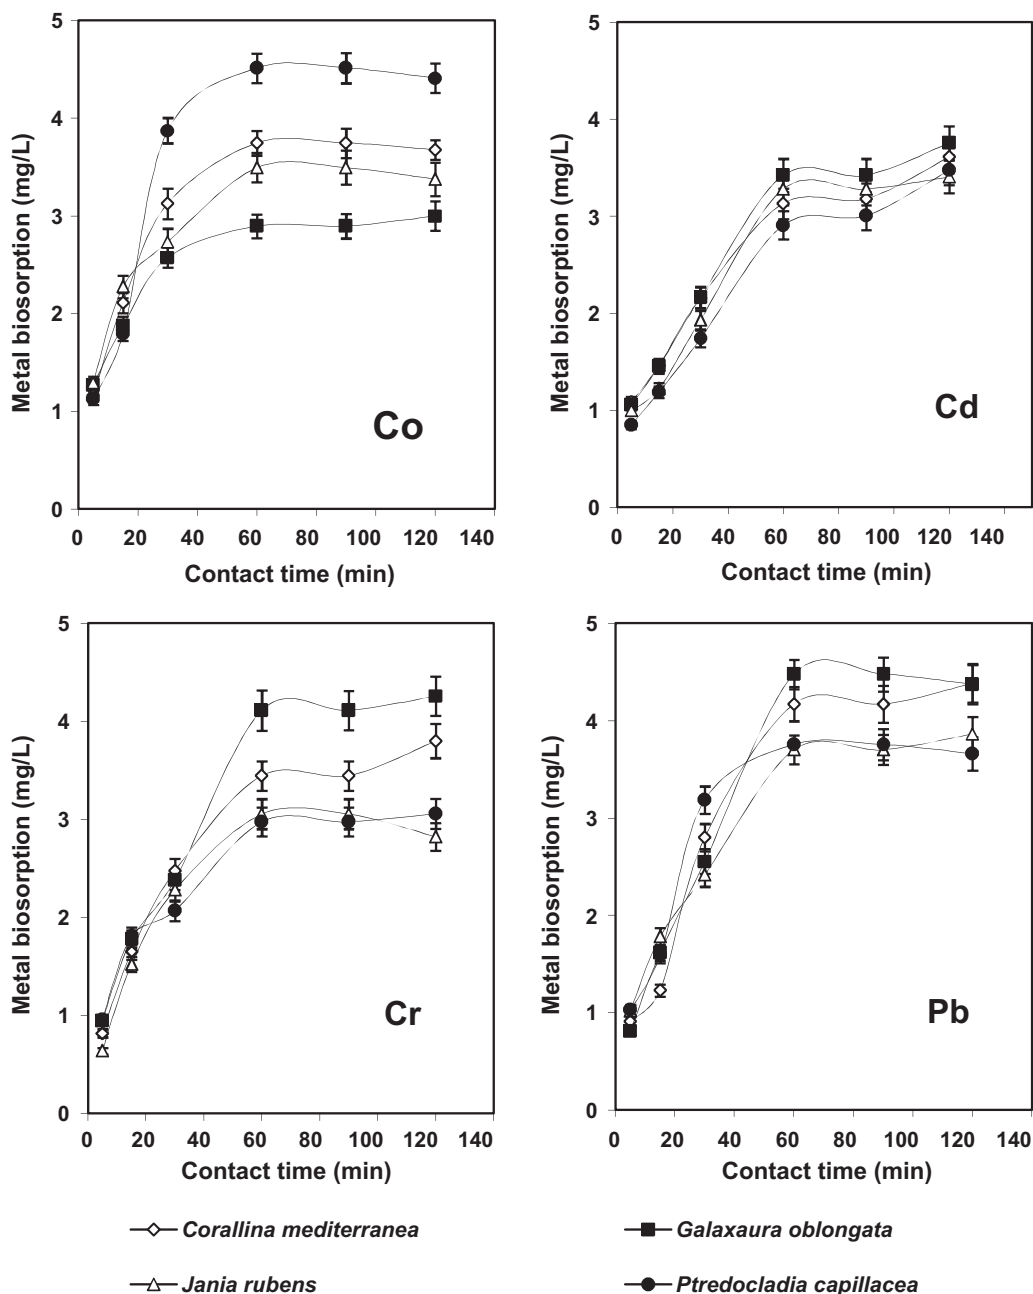 5
4
3
2
1
0
Metal biosorption (mg/L)
Co
0 20 40 60 80 100 120 140
Contact time (min)
5
4
3
2
1
0
Metal biosorption (mg/L)
Cd
0 20 40 60 80 100 120 140
Contact time (min)
5
4
3
2
1
0
Metal biosorption (mg/L)
Cr
0 20 40 60 80 100 120 140
Contact time (min)
5
4
3
2
1
0
Metal biosorption (mg/L)
Pb
0 20 40 60 80 100 120 140
Contact time (min)
Corallina mediterranea
Galaxaura oblongata
Jania rubens
Ptredocladia capillacea